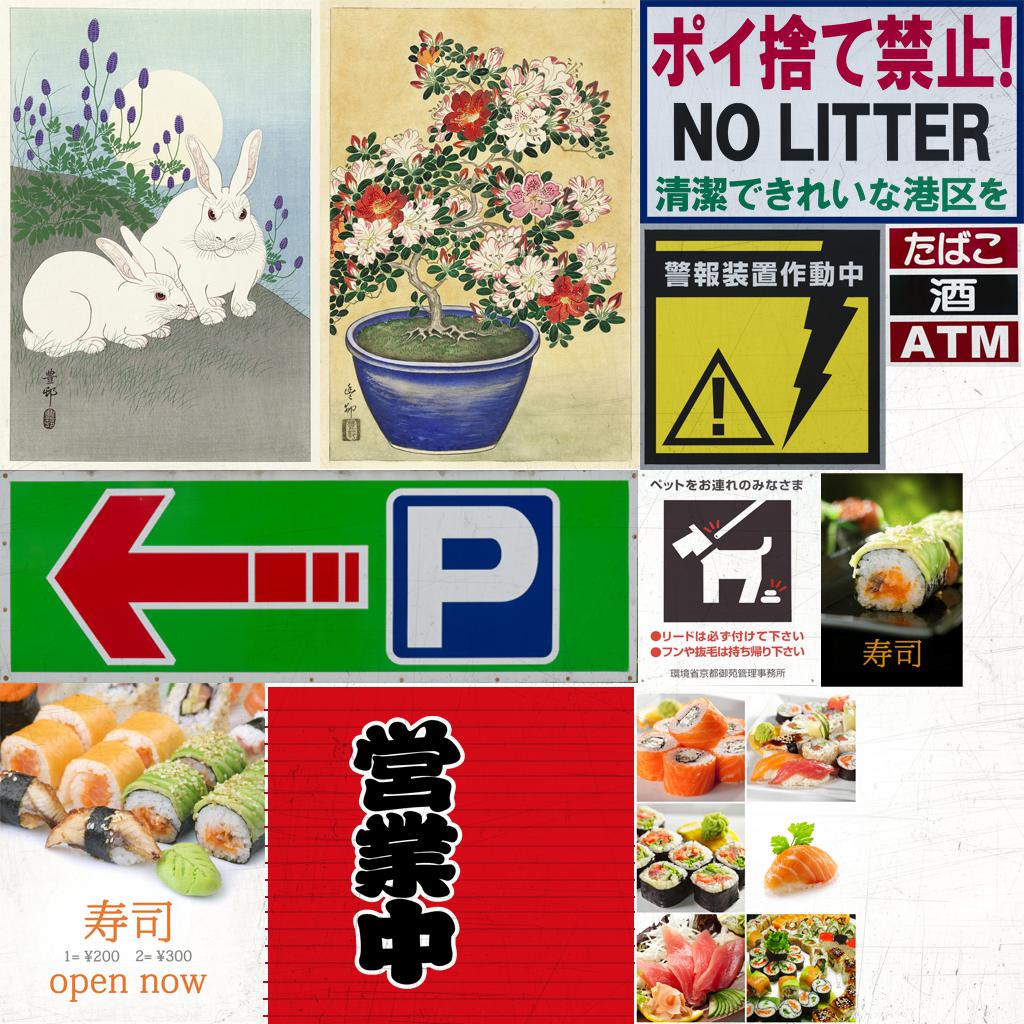 ポイ捨て禁止!
NO LITTER
清潔できれいな港区を
警報装置作動中
たばこ
酒
ATM
豊邨
P
ペットをお連れのみなさま
●リードは必ず付けて下さい
●フンや抜毛は持ち帰り下さい
環境省京都御苑管理事務所
寿司
寿司
1= ¥200 2= ¥300
open now
営業中